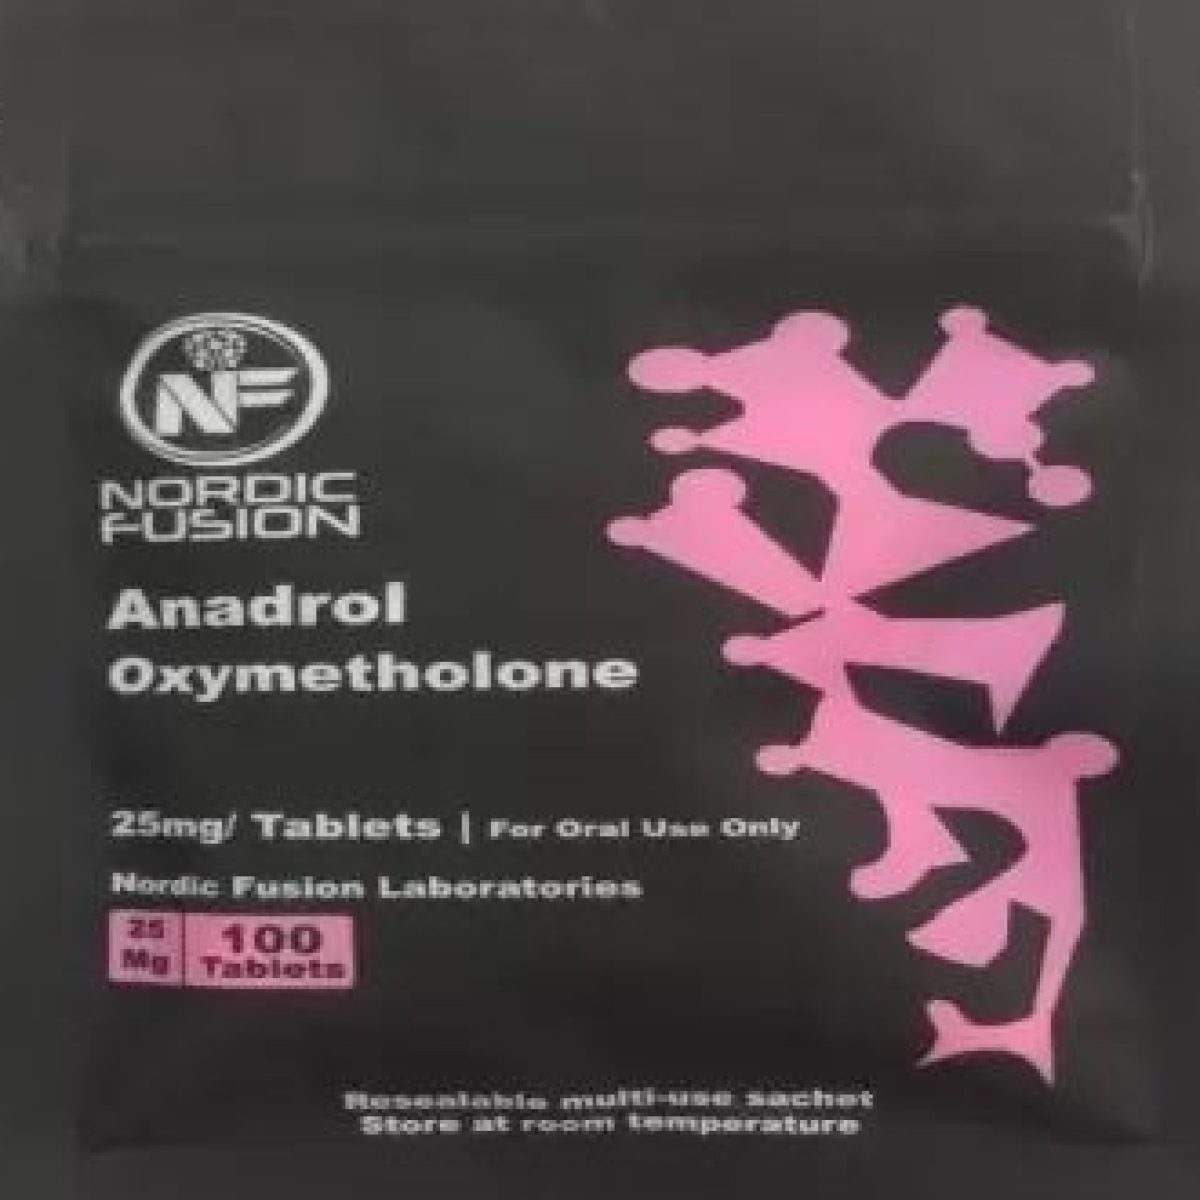 NF
NORDIC
FUSION
Anadrol
Oxymetholone
25mg/ Tablets | For Oral Use Only
Nordic Fusion Laboratories
25
Mg
100
Tablets
Resealable multi-use sachet
Store at room temperature